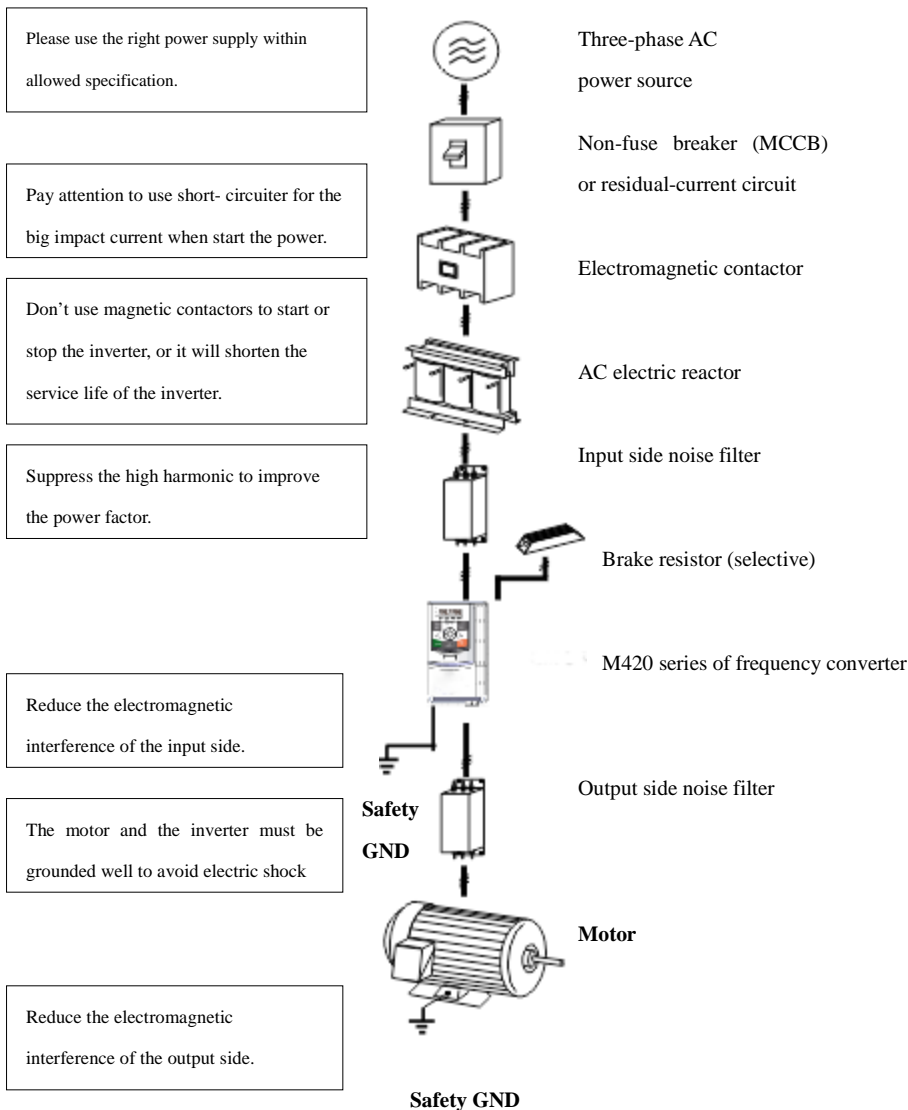 Please use the right power supply within
allowed specification.
Three-phase AC
power source
Non-fuse breaker (MCCB)
or residual-current circuit
Pay attention to use short- circuiter for the
big impact current when start the power.
Electromagnetic contactor
Don’t use magnetic contactors to start or
stop the inverter, or it will shorten the
service life of the inverter.
AC electric reactor
Input side noise filter
Suppress the high harmonic to improve
the power factor.
Brake resistor (selective)
M420 series of frequency converter
Reduce the electromagnetic
interference of the input side.
Output side noise filter
Safety
GND
The motor and the inverter must be
grounded well to avoid electric shock
Motor
Reduce the electromagnetic
interference of the output side.
Safety GND